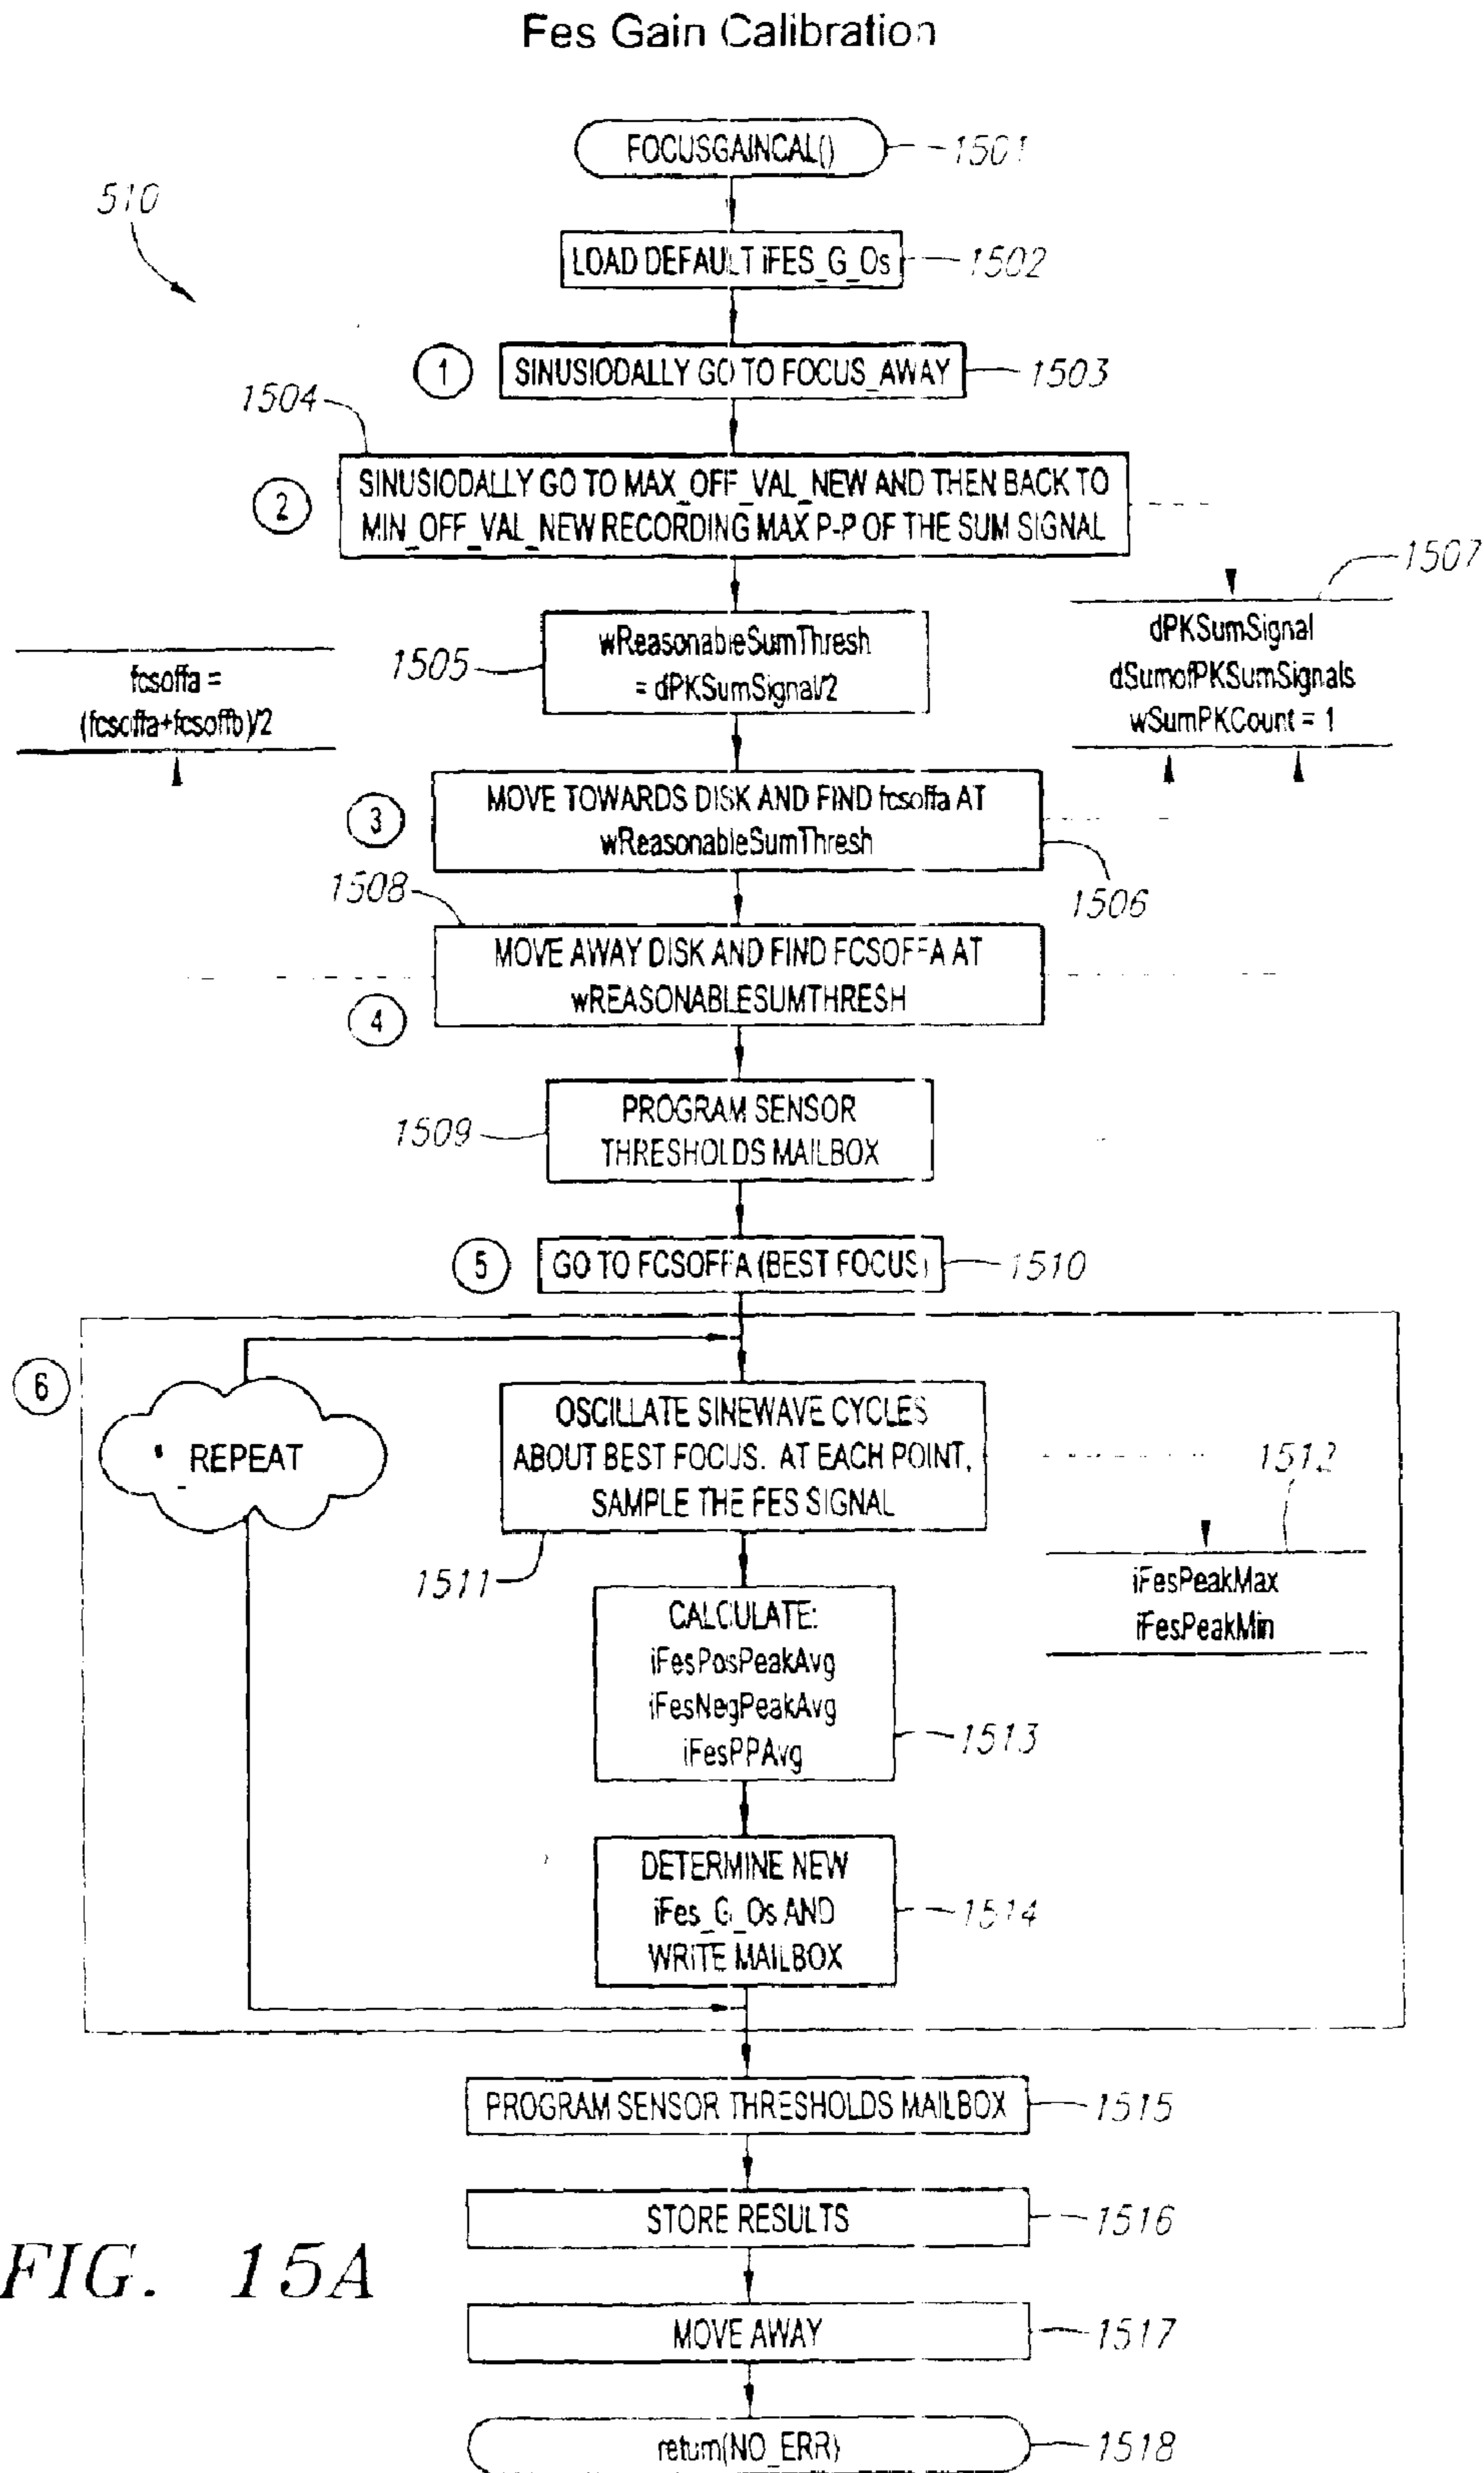 Fes Gain Calibration
FOCUSGAINCAL()
1501
510
LOAD DEFAULT iFES_G_Os
1502
1
SINUSIODALLY GO TO FOCUS_AWAY
1503
1504
2
SINUSIODALLY GO TO MAX_OFF_VAL_NEW AND THEN BACK TO
MIN_OFF_VAL_NEW RECORDING MAX P-P OF THE SUM SIGNAL
1507
wReasonableSumThresh
= dPKSumSignal/2
1505
dPKSumSignal
dSumofPKSumSignals
wSumPKCount = 1
fcsoffa =
(fcsoffa+fcsoffb)/2
3
MOVE TOWARDS DISK AND FIND fcsoffa AT
wReasonableSumThresh
1506
1508
MOVE AWAY DISK AND FIND FCSOFFA AT
wREASONABLESUMTHRESH
4
PROGRAM SENSOR
THRESHOLDS MAILBOX
1509
5
GO TO FCSOFFA (BEST FOCUS)
1510
6
REPEAT
OSCILLATE SINEWAVE CYCLES
ABOUT BEST FOCUS. AT EACH POINT,
SAMPLE THE FES SIGNAL
1511
1512
iFesPeakMax
iFesPeakMin
CALCULATE:
iFesPosPeakAvg
iFesNegPeakAvg
iFesPPAvg
1513
DETERMINE NEW
iFes_G_Os AND
WRITE MAILBOX
1514
PROGRAM SENSOR THRESHOLDS MAILBOX
1515
STORE RESULTS
1516
MOVE AWAY
1517
return(NO_ERR)
1518
FIG. 15A